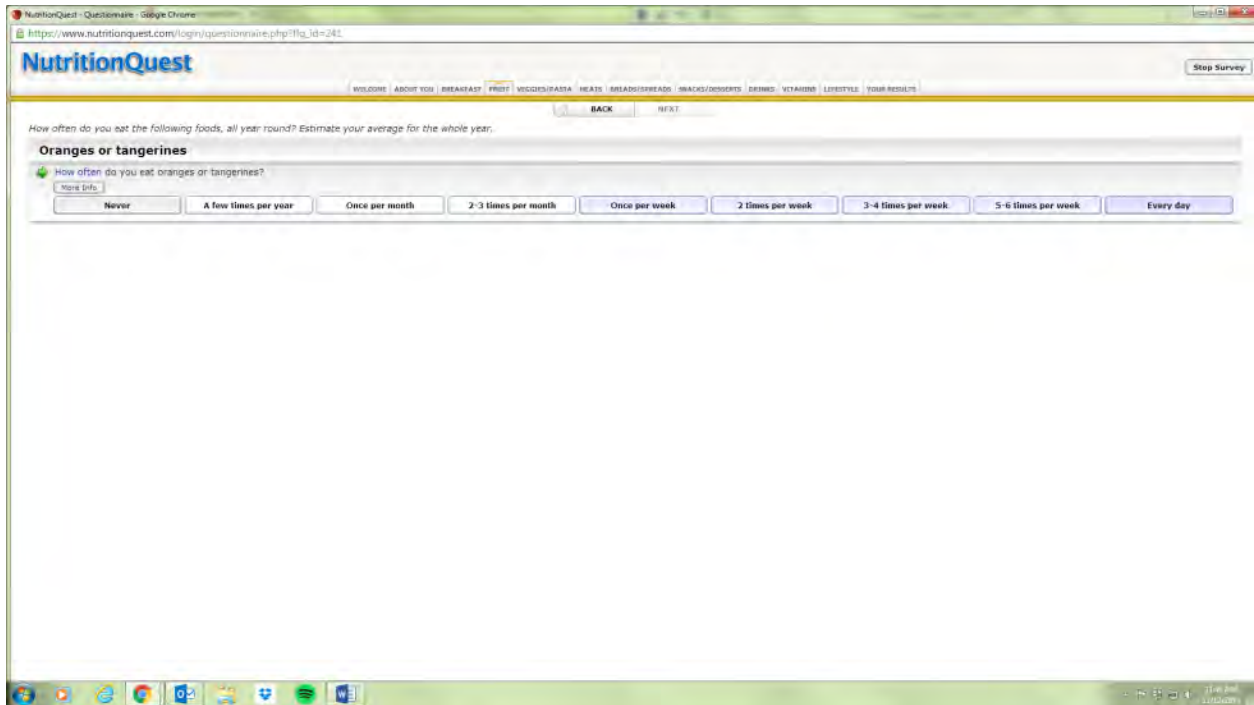 NutritionQuest - Questionnaire - Google Chrome
https://www.nutritionquest.com/login/questionnaire.php?flg_id=241
NutritionQuest
Stop Survey
WELCOME ABOUT YOU BREAKFAST FRUIT VEGGIES/PASTA MEATS BREADS/SPREADS SNACKS/DESSERTS DRINKS VITAMINS LIFESTYLE YOUR RESULTS
BACK NEXT
How often do you eat the following foods, all year round? Estimate your average for the whole year.
Oranges or tangerines
How often do you eat oranges or tangerines?
More Info
Never A few times per year Once per month 2-3 times per month Once per week 2 times per week 3-4 times per week 5-6 times per week Every day